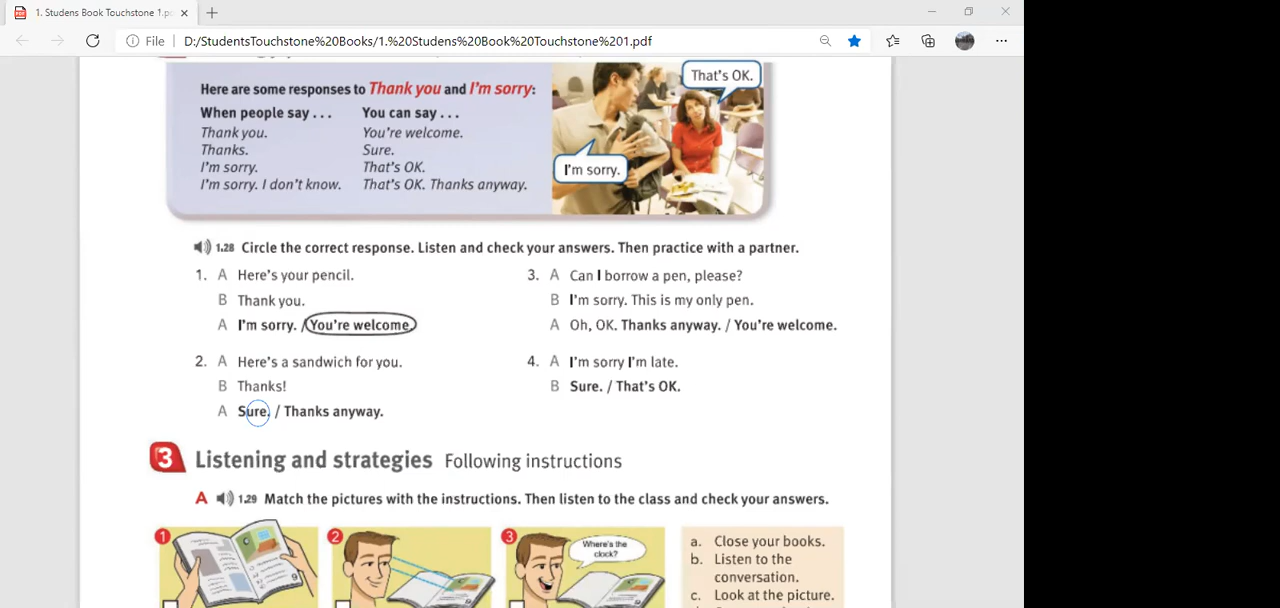 1. Studens Book Touchstone 1.p
File
D:/StudentsTouchstone%20Books/1.%20Studens%20Book%20Touchstone%201.pdf
Here are some responses to Thank you and I'm sorry:
When people say . . . You can say . . .
Thank you. You're welcome.
Thanks. Sure.
I'm sorry. That's OK.
I'm sorry. I don't know. That's OK. Thanks anyway.
That's OK.
I'm sorry.
1.28 Circle the correct response. Listen and check your answers. Then practice with a partner.
1. A Here's your pencil.
B Thank you.
A I'm sorry. / You're welcome.
2. A Here's a sandwich for you.
B Thanks!
A Sure. / Thanks anyway.
3. A Can I borrow a pen, please?
B I'm sorry. This is my only pen.
A Oh, OK. Thanks anyway. / You're welcome.
4. A I'm sorry I'm late.
B Sure. / That's OK.
3 Listening and strategies Following instructions
A 1.29 Match the pictures with the instructions. Then listen to the class and check your answers.
1
2
3
Where's the
clock?
a. Close your books.
b. Listen to the
conversation.
c. Look at the picture.